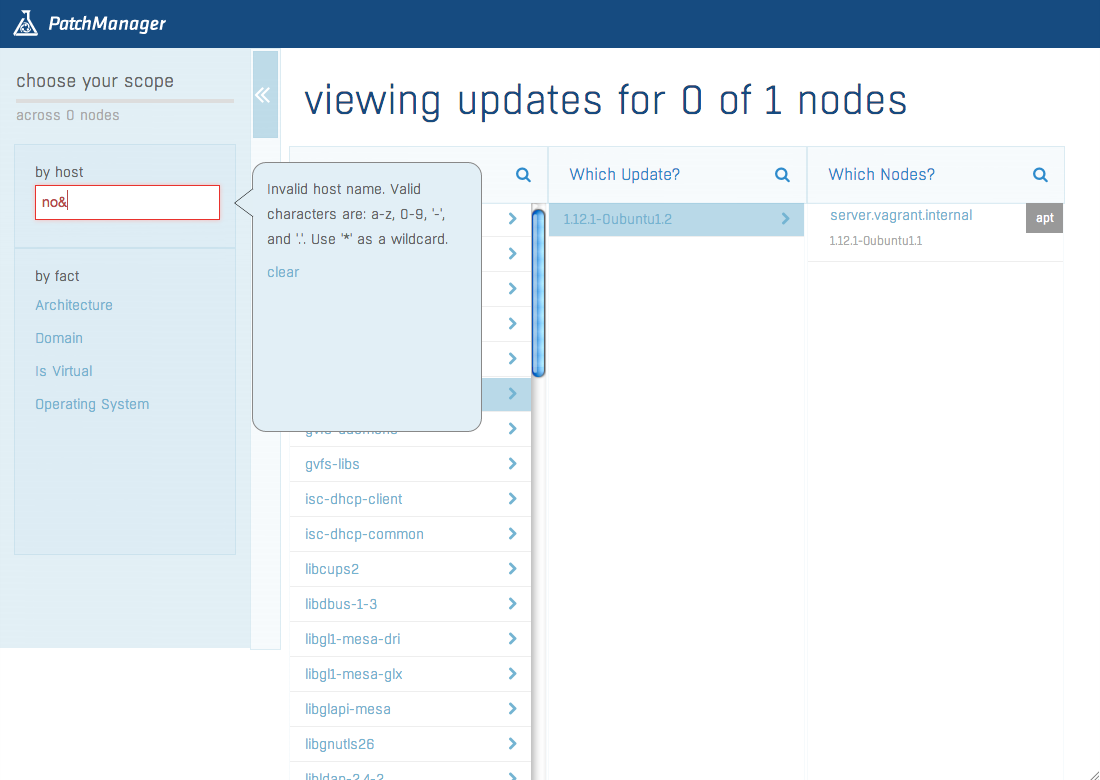 PatchManager
choose your scope
across 0 nodes
by host
no&
by fact
Architecture
Domain
Is Virtual
Operating System
viewing updates for 0 of 1 nodes
Invalid host name. Valid
characters are: a-z, 0-9, '-',
and '.'. Use '*' as a wildcard.
clear
gvfs-libs
isc-dhcp-client
isc-dhcp-common
libcups2
libdbus-1-3
libgl1-mesa-dri
libgl1-mesa-glx
libglapi-mesa
libgnutls26
libldap-2.4-2
Which Update?
1.12.1-0ubuntu1.2
Which Nodes?
server.vagrant.internal
apt
1.12.1-0ubuntu1.1